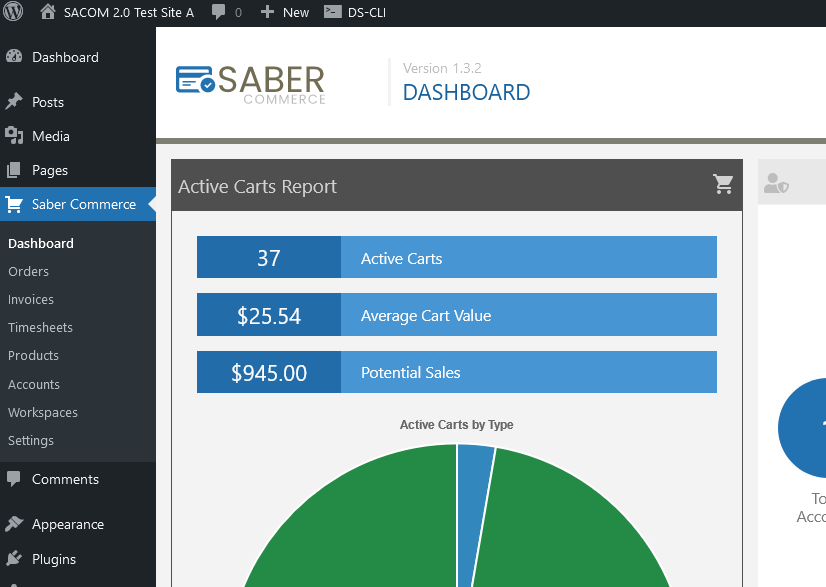 SACOM 2.0 Test Site A 0 New DS-CLI
Dashboard
Posts
Media
Pages
Saber Commerce
Dashboard
Orders
Invoices
Timesheets
Products
Accounts
Workspaces
Settings
Comments
Appearance
Plugins
SABER
COMMERCE
Version 1.3.2
DASHBOARD
Active Carts Report
37 Active Carts
$25.54 Average Cart Value
$945.00 Potential Sales
Active Carts by Type
To
Acco